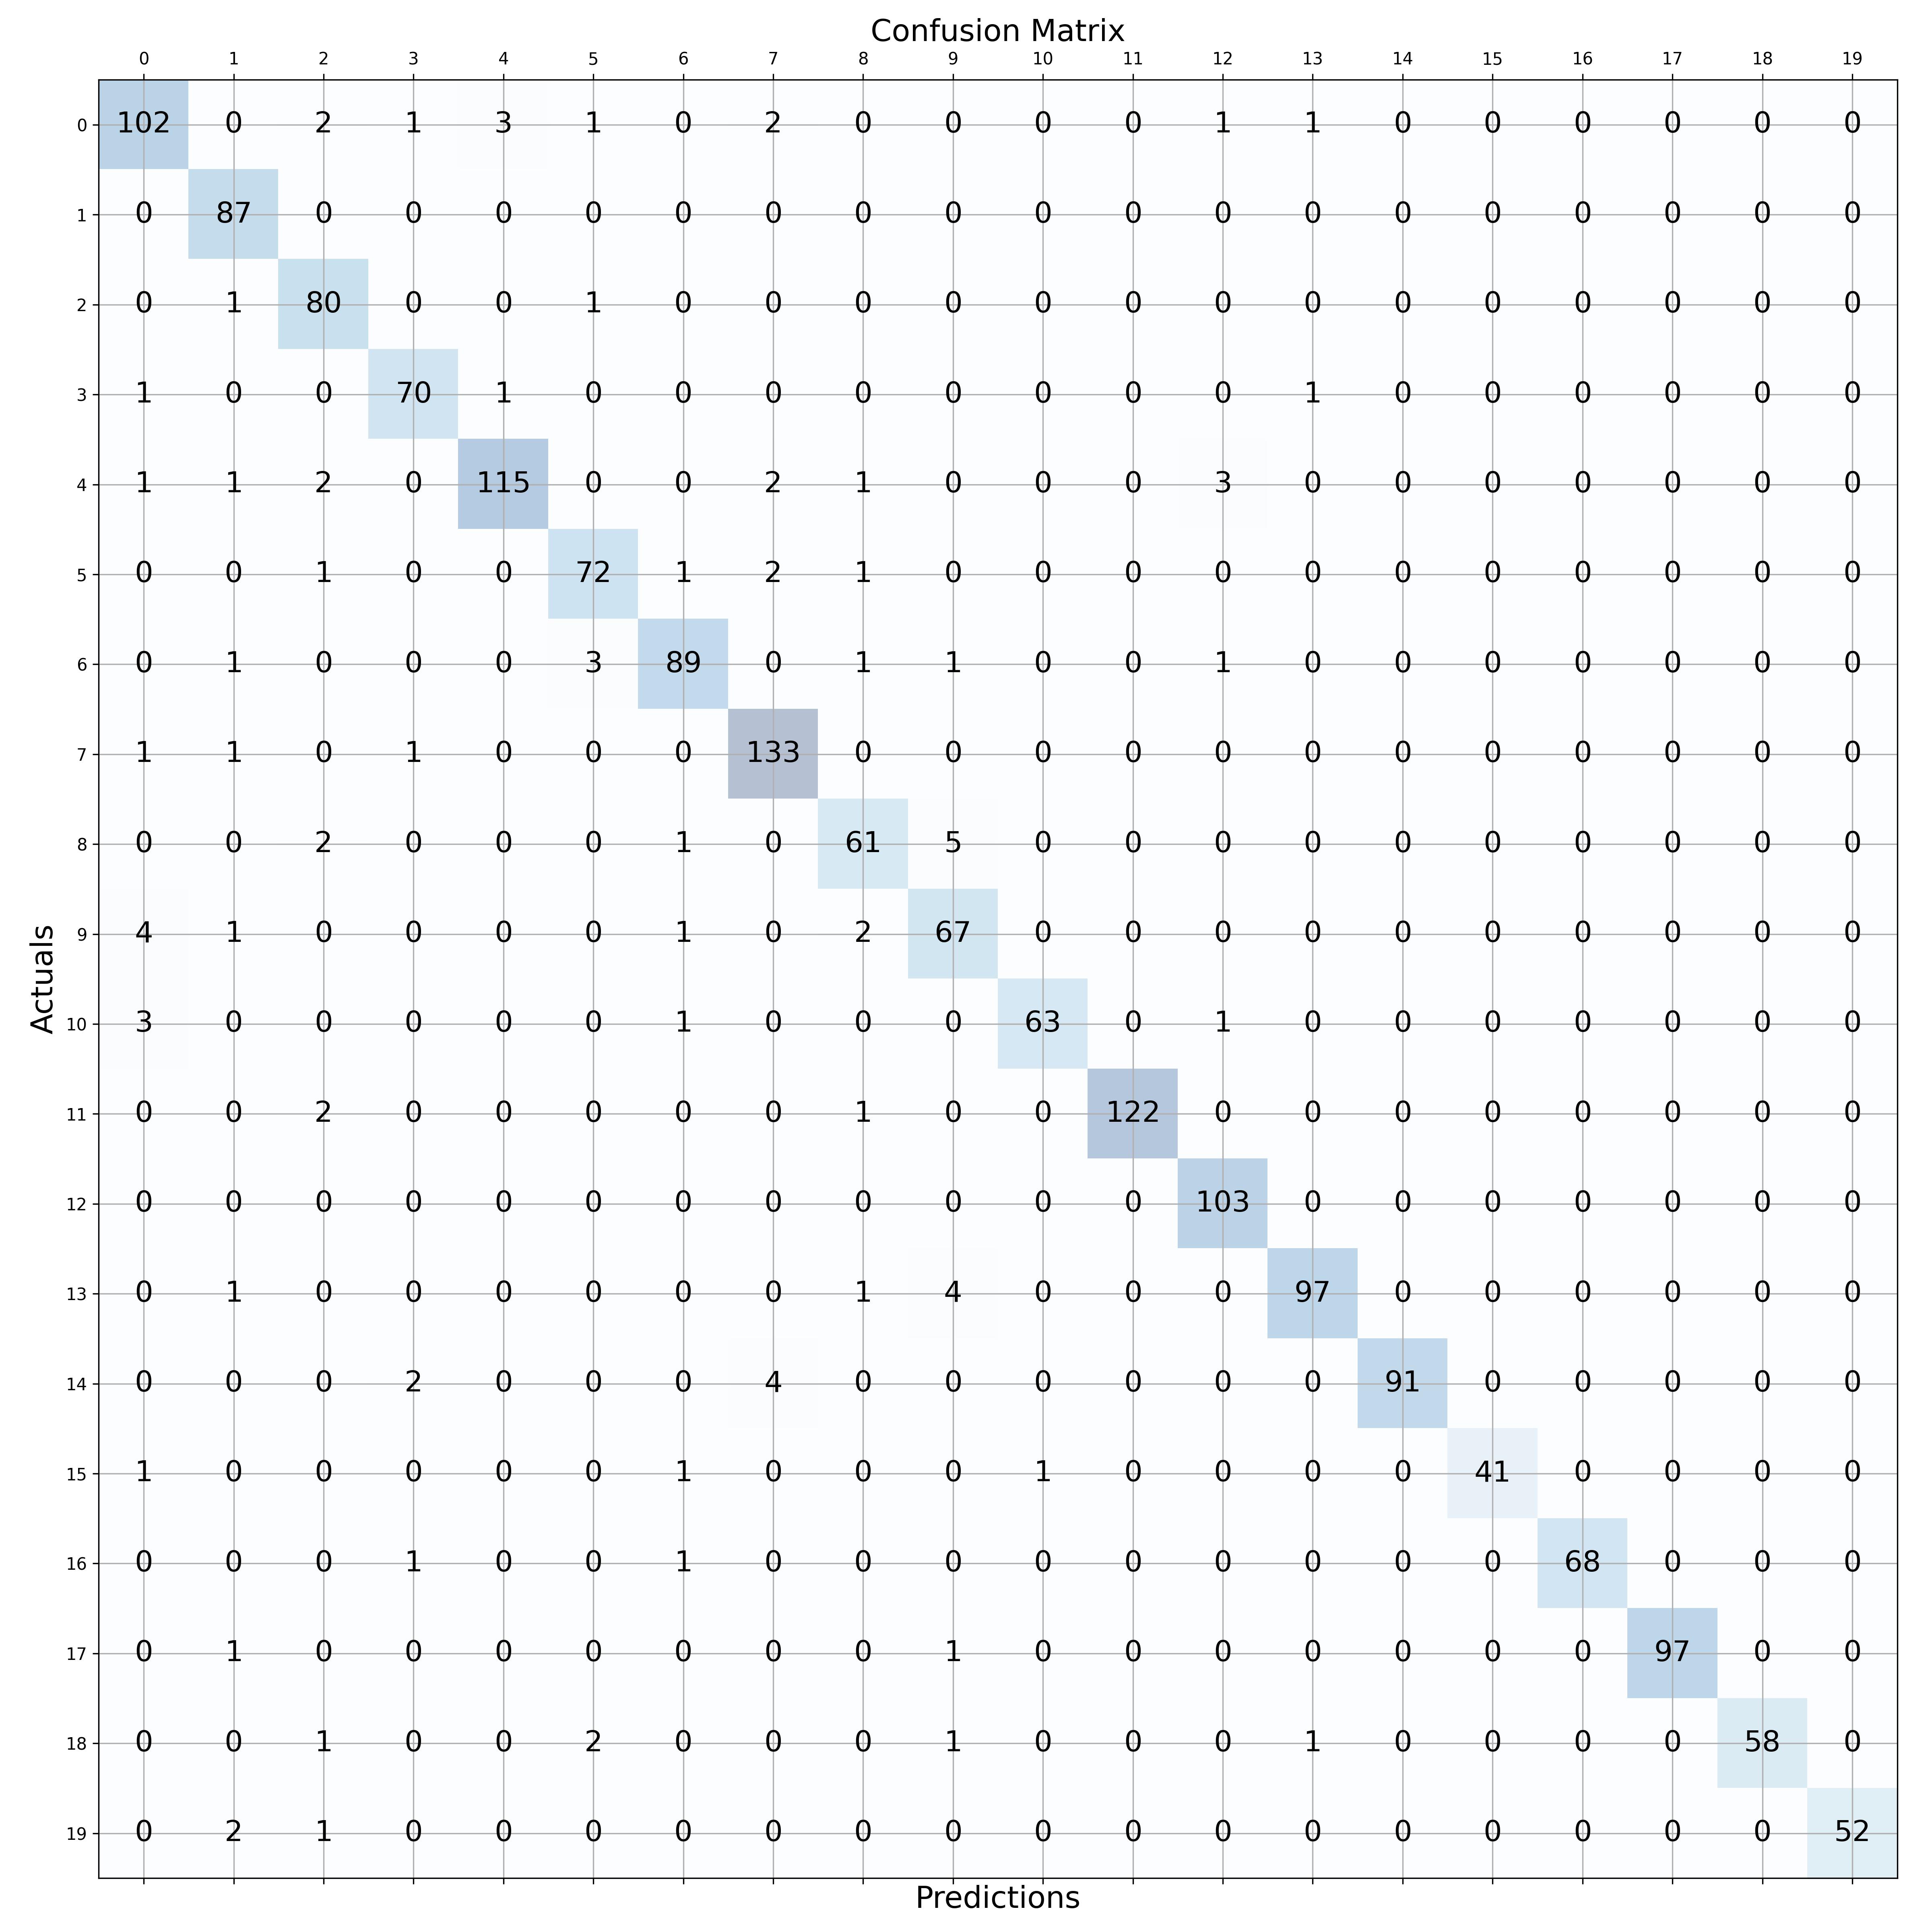 Confusion Matrix
0 1 2 3 4 5 6 7 8 9 10 11 12 13 14 15 16 17 18 19
0 102 0 2 1 3 1 0 2 0 0 0 0 1 1 0 0 0 0 0 0
1 0 87 0 0 0 0 0 0 0 0 0 0 0 0 0 0 0 0 0 0
2 0 1 80 0 0 1 0 0 0 0 0 0 0 0 0 0 0 0 0 0
3 1 0 0 70 1 0 0 0 0 0 0 0 0 1 0 0 0 0 0 0
4 1 1 2 0 115 0 0 2 1 0 0 0 3 0 0 0 0 0 0 0
5 0 0 1 0 0 72 1 2 1 0 0 0 0 0 0 0 0 0 0 0
6 0 1 0 0 0 3 89 0 1 1 0 0 1 0 0 0 0 0 0 0
7 1 1 0 1 0 0 0 133 0 0 0 0 0 0 0 0 0 0 0 0
8 0 0 2 0 0 0 1 0 61 5 0 0 0 0 0 0 0 0 0 0
9 4 1 0 0 0 0 1 0 2 67 0 0 0 0 0 0 0 0 0 0
Actuals
10 3 0 0 0 0 0 1 0 0 0 63 0 1 0 0 0 0 0 0 0
11 0 0 2 0 0 0 0 0 1 0 0 122 0 0 0 0 0 0 0 0
12 0 0 0 0 0 0 0 0 0 0 0 0 103 0 0 0 0 0 0 0
13 0 1 0 0 0 0 0 0 1 4 0 0 0 97 0 0 0 0 0 0
14 0 0 0 2 0 0 0 4 0 0 0 0 0 0 91 0 0 0 0 0
15 1 0 0 0 0 0 1 0 0 0 1 0 0 0 0 41 0 0 0 0
16 0 0 0 1 0 0 1 0 0 0 0 0 0 0 0 0 68 0 0 0
17 0 1 0 0 0 0 0 0 0 1 0 0 0 0 0 0 0 97 0 0
18 0 0 1 0 0 2 0 0 0 1 0 0 0 1 0 0 0 0 58 0
19 0 2 1 0 0 0 0 0 0 0 0 0 0 0 0 0 0 0 0 52
Predictions